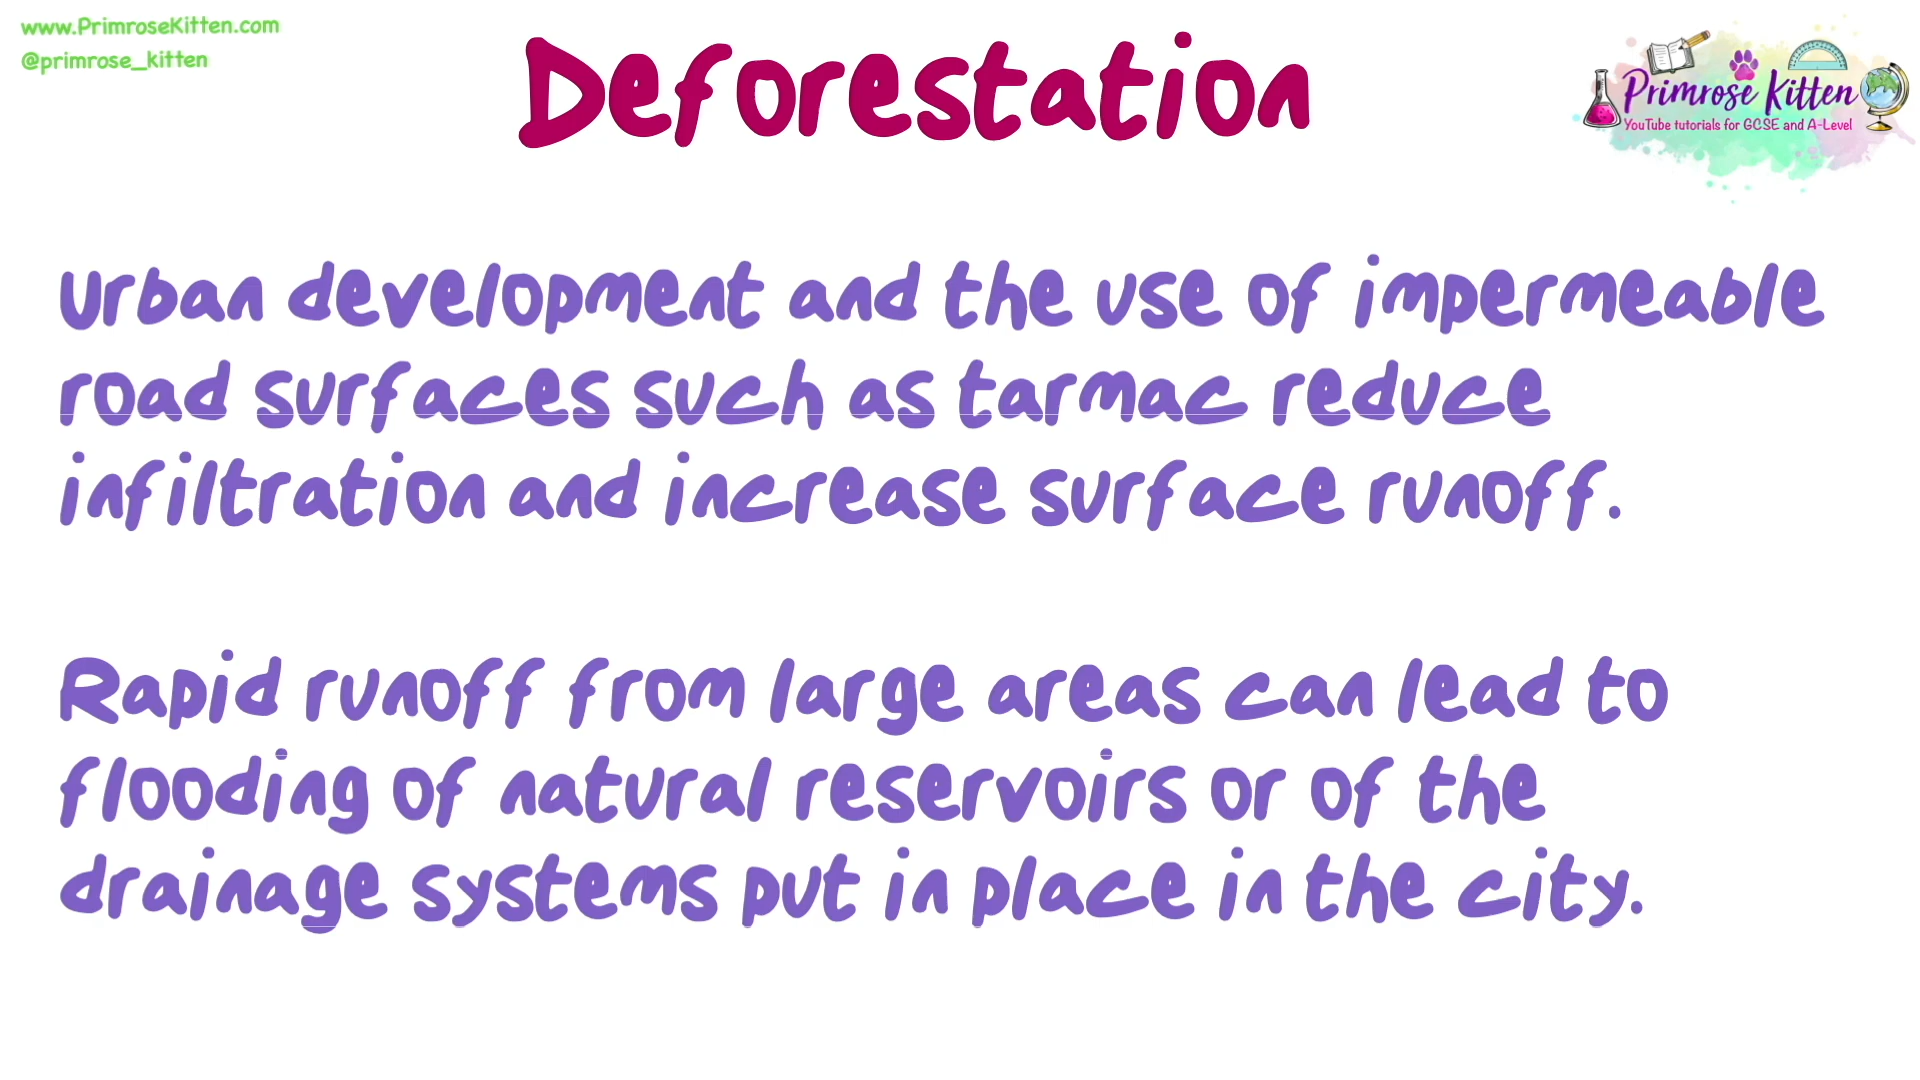 www.PrimroseKitten.com
@primrose_kitten
Deforestation
Primrose Kitten
YouTube tutorials for GCSE and A-Level
Urban development and the use of impermeable
road surfaces such as tarmac reduce
infiltration and increase surface runoff.
Rapid runoff from large areas can lead to
flooding of natural reservoirs or of the
drainage systems put in place in the city.